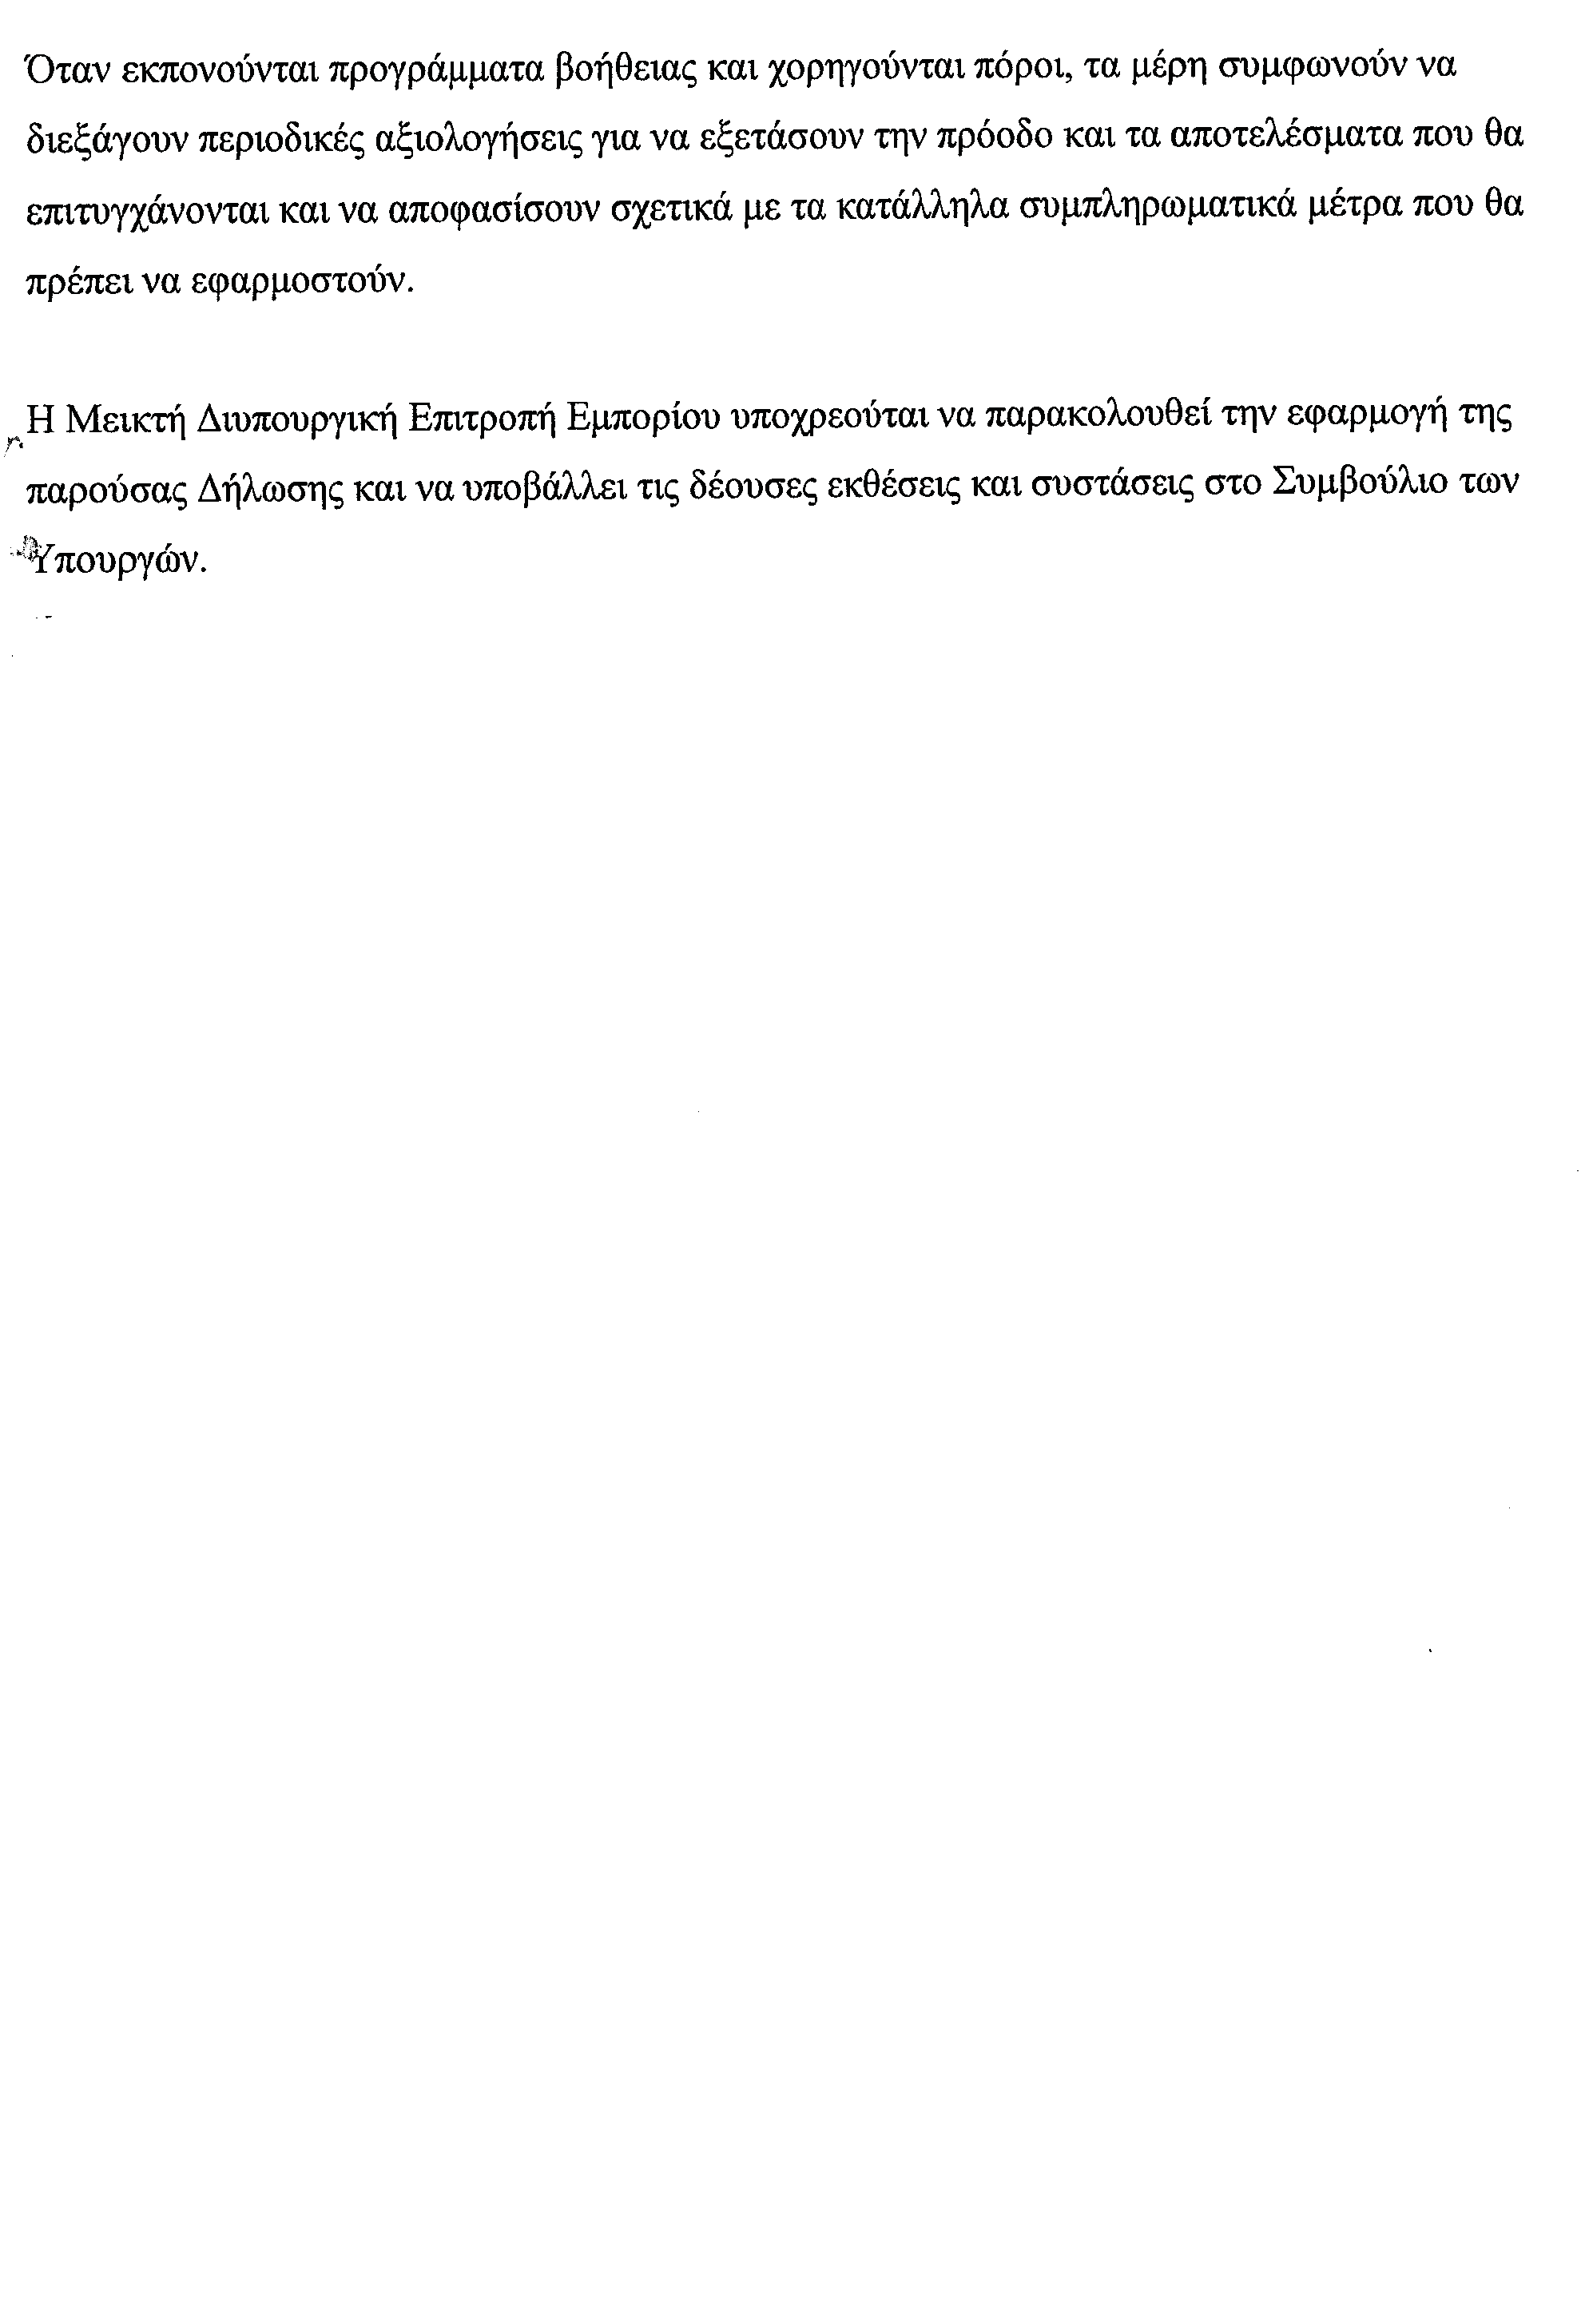 Όταν εκπονούνται προγράμματα βοήθειας και χορηγούνται πόροι, τα μέρη συμφωνούν να
διεξάγουν περιοδικές αξιολογήσεις για να εξετάσουν την πρόοδο και τα αποτελέσματα που θα
επιτυγχάνονται και να αποφασίσουν σχετικά με τα κατάλληλα συμπληρωματικά μέτρα που θα
πρέπει να εφαρμοστούν.
Η Μεικτή Διυπουργική Επιτροπή Εμπορίου υποχρεούται να παρακολουθεί την εφαρμογή της
παρούσας Δήλωσης και να υποβάλλει τις δέουσες εκθέσεις και συστάσεις στο Συμβούλιο των
Υπουργών.